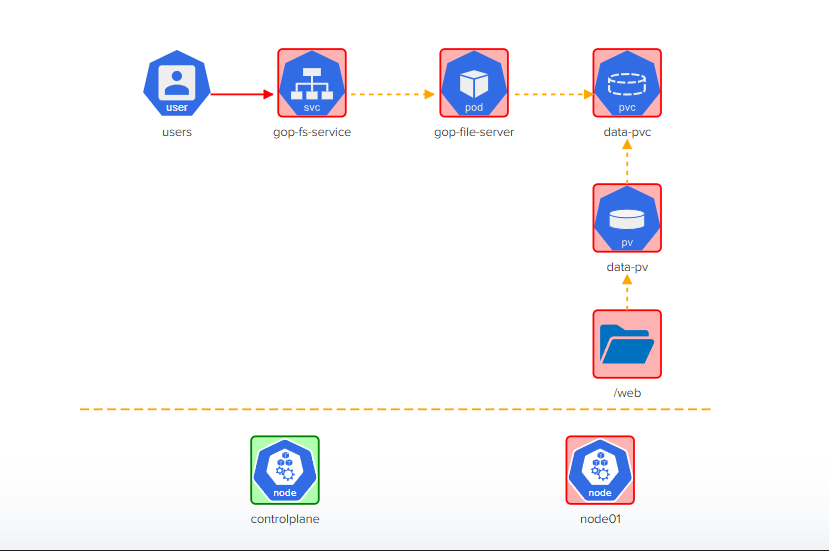 user
svc
pod
pvc
users
gop-fs-service
gop-file-server
data-pvc
pv
data-pv
/web
node
node
controlplane
node01